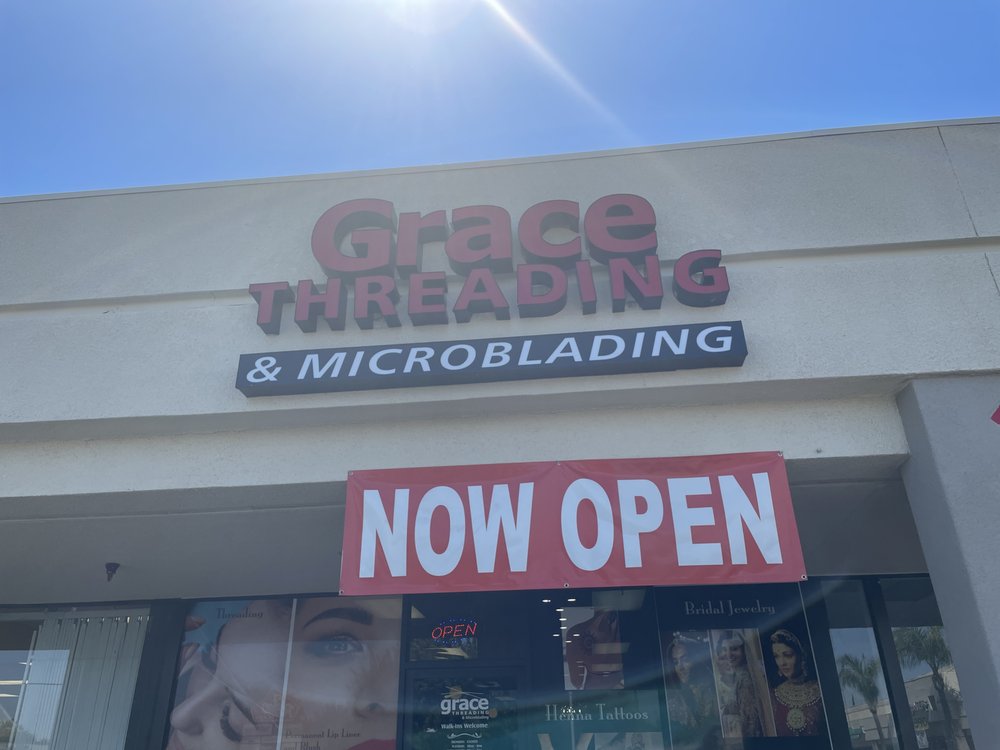 Grace
THREADING
& MICROBLADING
NOW OPEN
Threading
Bridal Jewelry
OPEN
grace
THREADING
& Microblading
Walk-ins Welcome
Henna Tattoos
Permanent Lip Liner